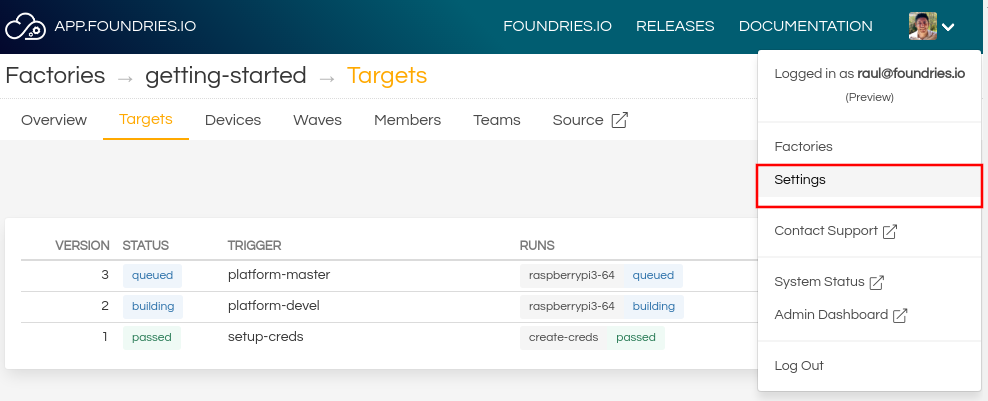 APP.FOUNDRIES.IO FOUNDRIES.IO RELEASES DOCUMENTATION
Factories → getting-started → Targets
Logged in as raul@foundries.io
(Preview)
Overview Targets Devices Waves Members Teams Source
Factories
Settings
Contact Support
System Status
Admin Dashboard
Log Out
VERSION STATUS TRIGGER RUNS
3 queued platform-master raspberrypi3-64 queued
2 building platform-devel raspberrypi3-64 building
1 passed setup-creds create-creds passed